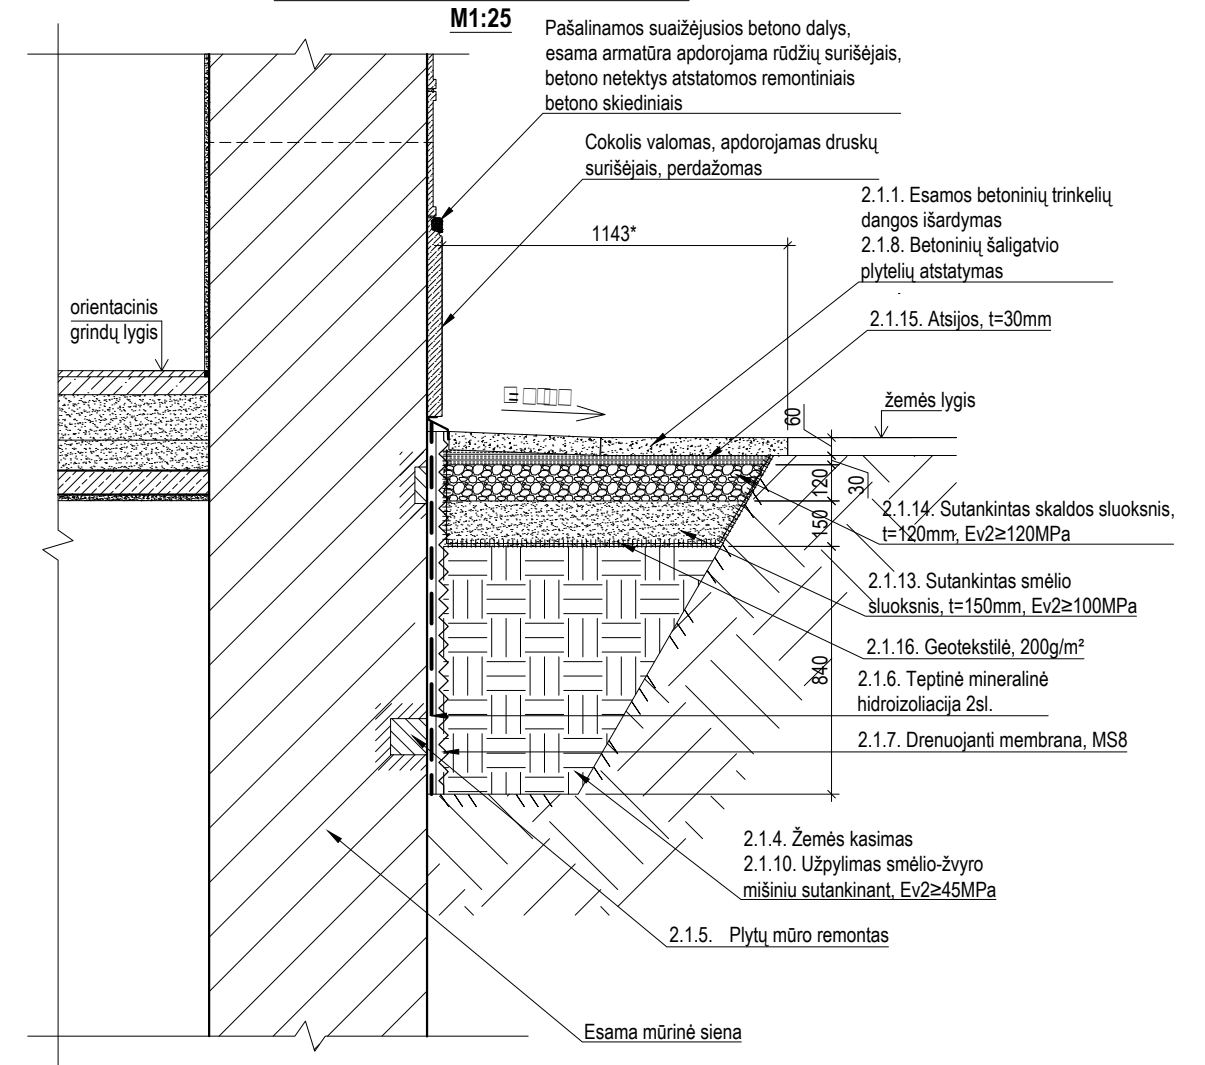 M1:25
Pašalinamos suaižėjusios betono dalys,
esama armatūra apdorojama rūdžių surišėjais,
betono netektys atstatomos remontiniais
betono skiediniais
Cokolis valomas, apdorojamas druskų
surišėjais, perdažomas
2.1.1. Esamos betoninių trinkelių
dangos išardymas
2.1.8. Betoninių šaligatvio
plytelių atstatymas
1143*
orientacinis
grindų lygis
2.1.15. Atsijos, t=30mm
žemės lygis
60
30
120
150
840
2.1.14. Sutankintas skaldos sluoksnis,
t=120mm, Ev2≥120MPa
2.1.13. Sutankintas smėlio
sluoksnis, t=150mm, Ev2≥100MPa
2.1.16. Geotekstilė, 200g/m²
2.1.6. Teptinė mineralinė
hidroizoliacija 2sl.
2.1.7. Drenuojanti membrana, MS8
2.1.4. Žemės kasimas
2.1.10. Užpylimas smėlio-žvyro
mišiniu sutankinant, Ev2≥45MPa
2.1.5. Plytų mūro remontas
Esama mūrinė siena